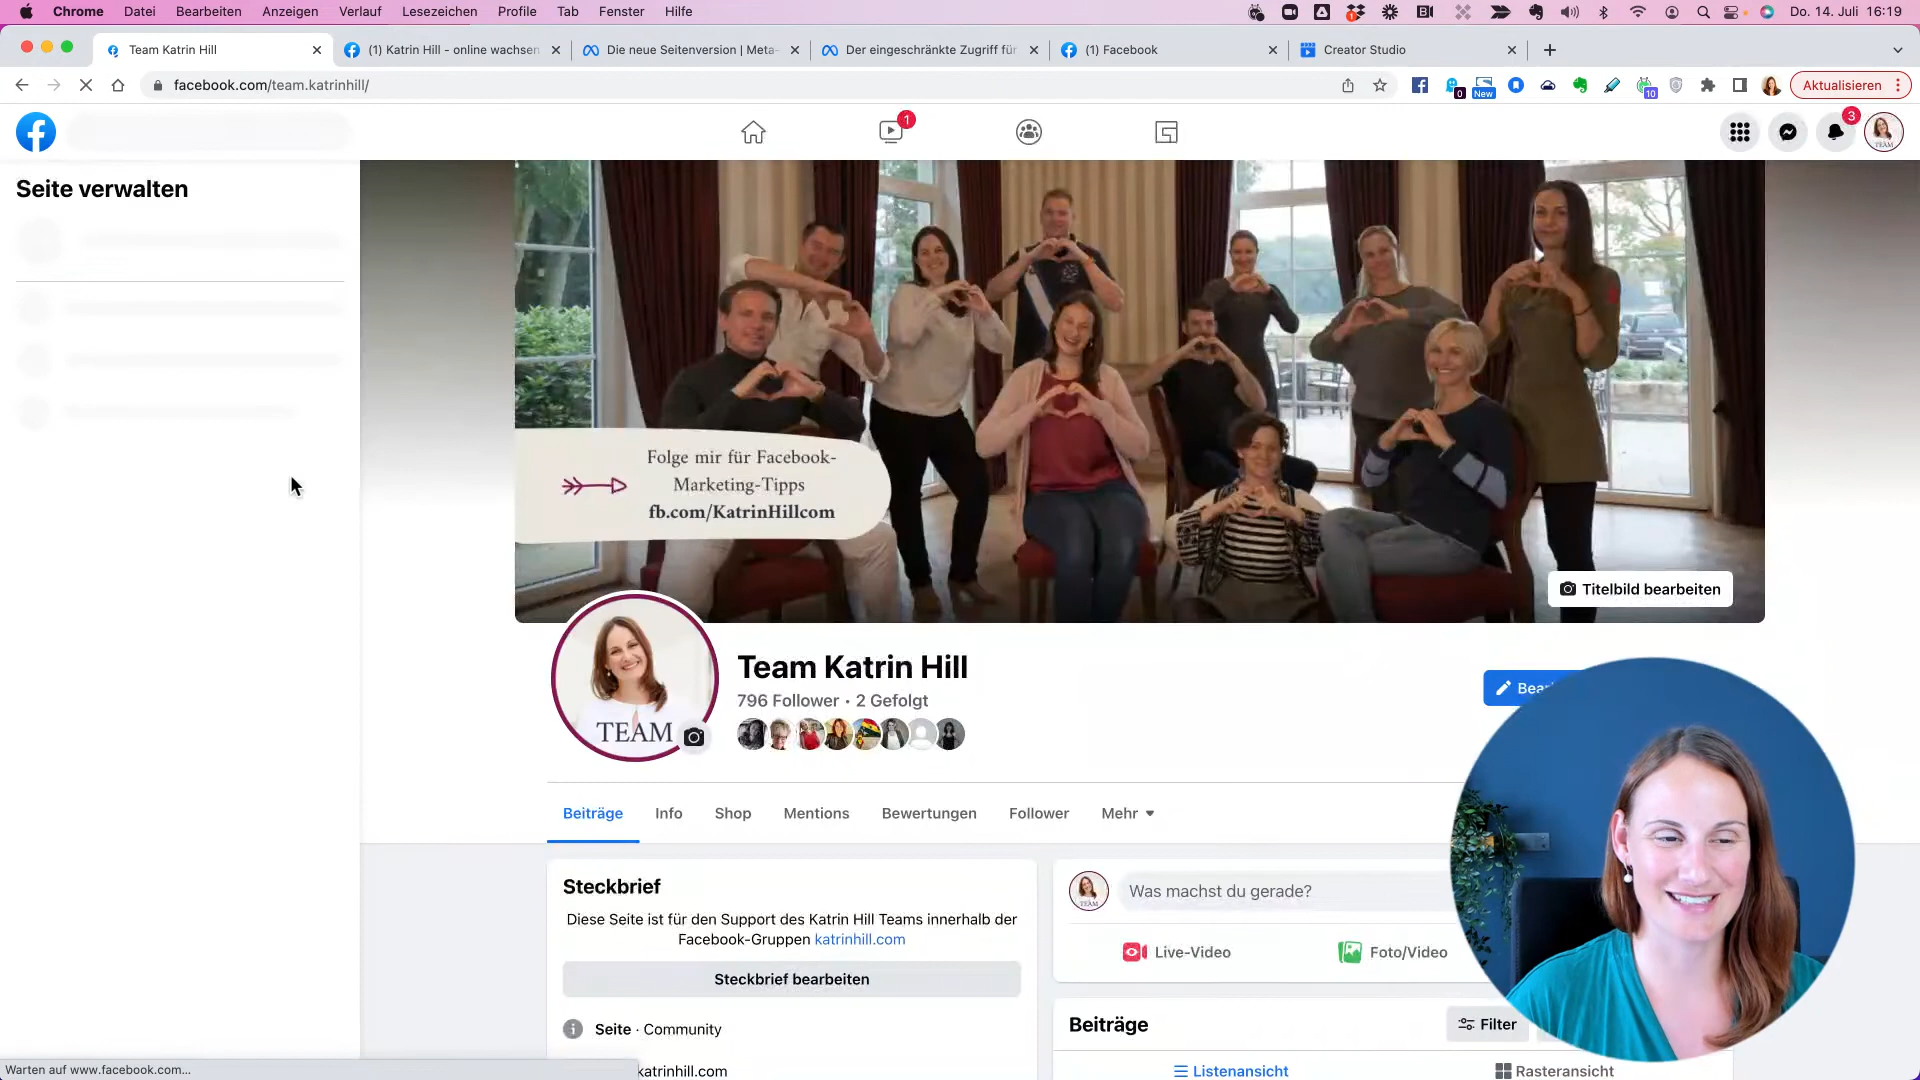 Chrome Datei Bearbeiten Anzeigen Verlauf Lesezeichen Profile Tab Fenster Hilfe
Do. 14. Juli 16:19
Team Katrin Hill
(1) Katrin Hill - online wachsen
Die neue Seitenversion | Meta-
Der eingeschränkte Zugriff für
(1) Facebook
Creator Studio
facebook.com/team.katrinhill/
0
New
10
Aktualisieren
1
3
Seite verwalten
Folge mir für Facebook-
Marketing-Tipps
fb.com/KatrinHillcom
Titelbild bearbeiten
TEAM
Team Katrin Hill
796 Follower • 2 Gefolgt
Beiträge Info Shop Mentions Bewertungen Follower Mehr
Steckbrief
Diese Seite ist für den Support des Katrin Hill Teams innerhalb der
Facebook-Gruppen katrinhill.com
Steckbrief bearbeiten
Seite · Community
katrinhill.com
Was machst du gerade?
Live-Video
Foto/Video
Beiträge
Filter
Listenansicht
Rasteransicht
Warten auf www.facebook.com...